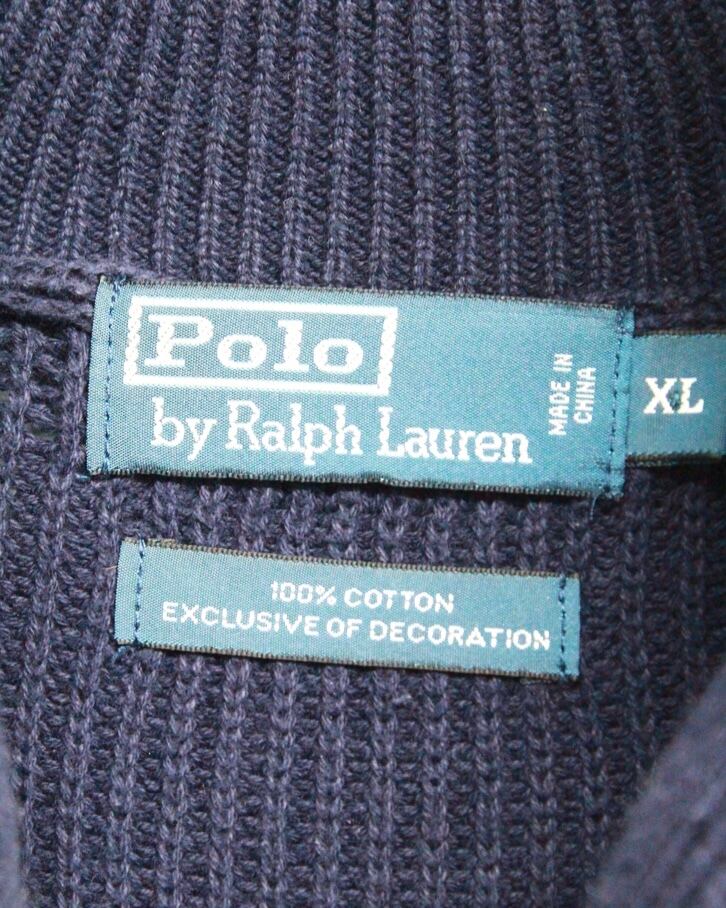 Polo
by Ralph Lauren
MADE IN
CHINA
XL
100% COTTON
EXCLUSIVE OF DECORATION